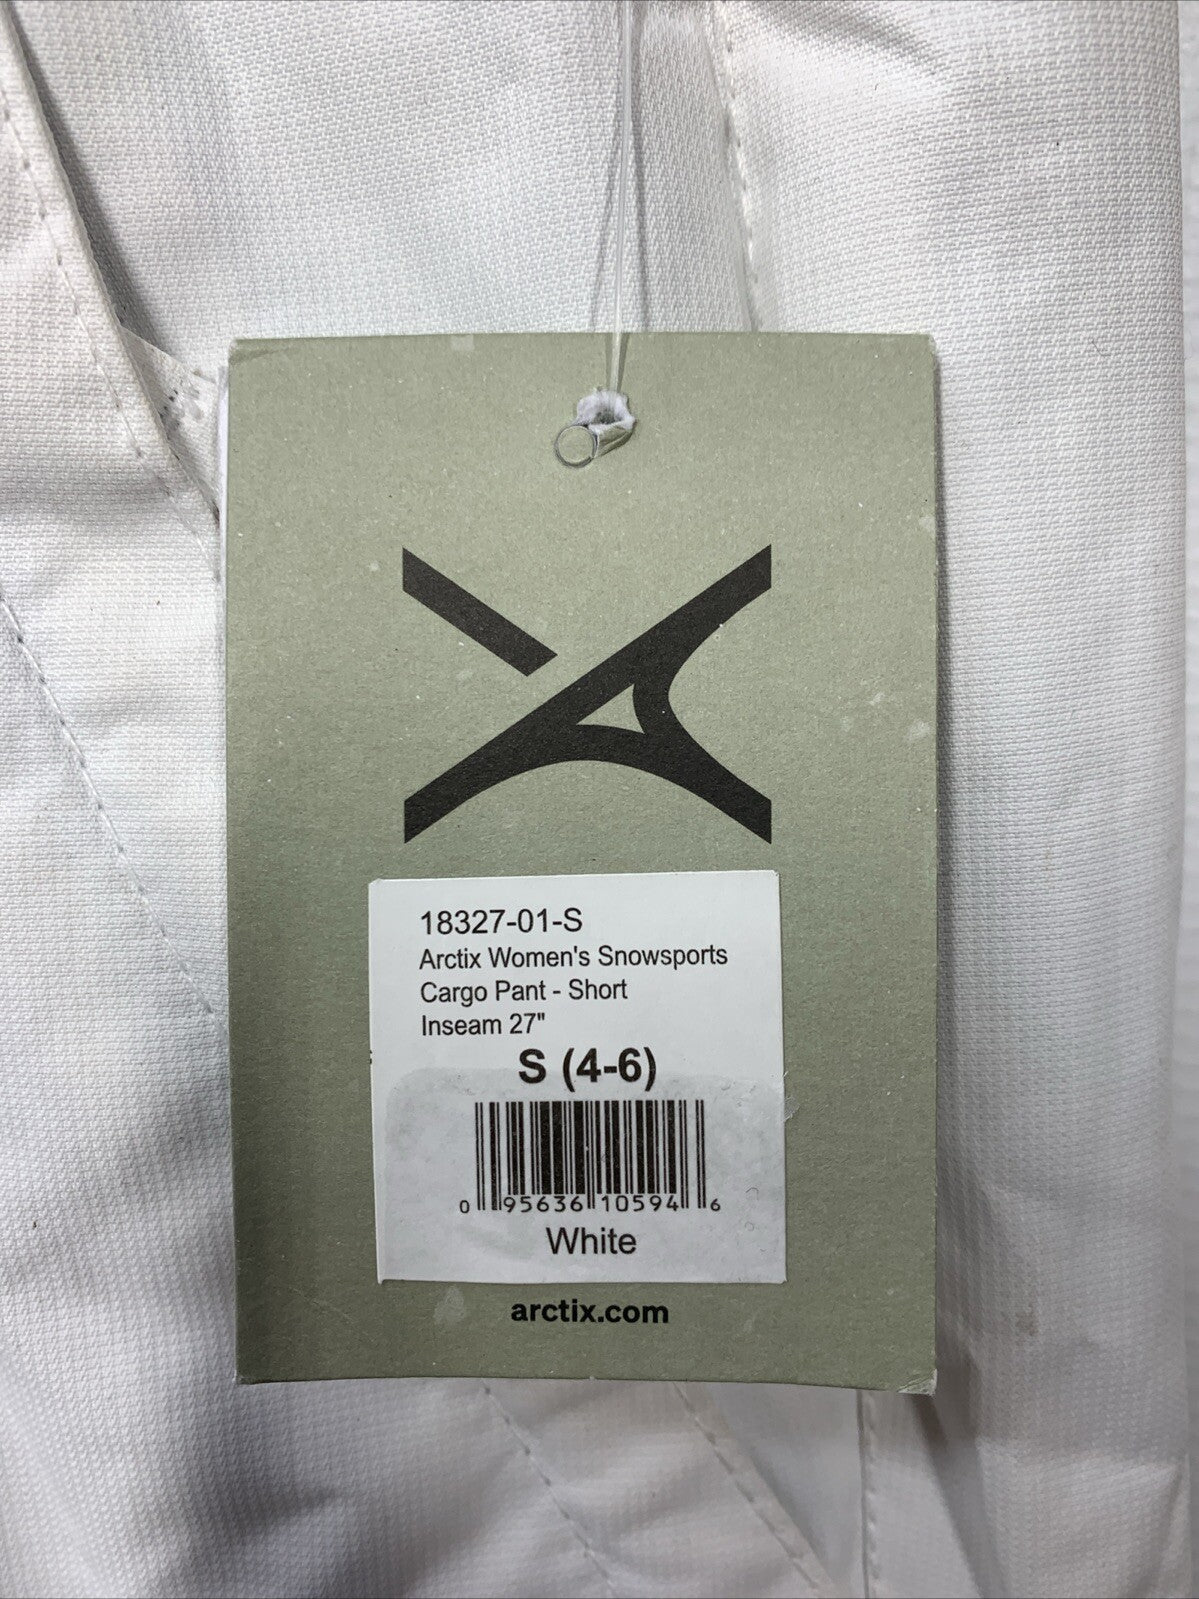 18327-01-S
Arctix Women's Snowsports
Cargo Pant - Short
Inseam 27"
S (4-6)
0 95636 10594 6
White
arctix.com